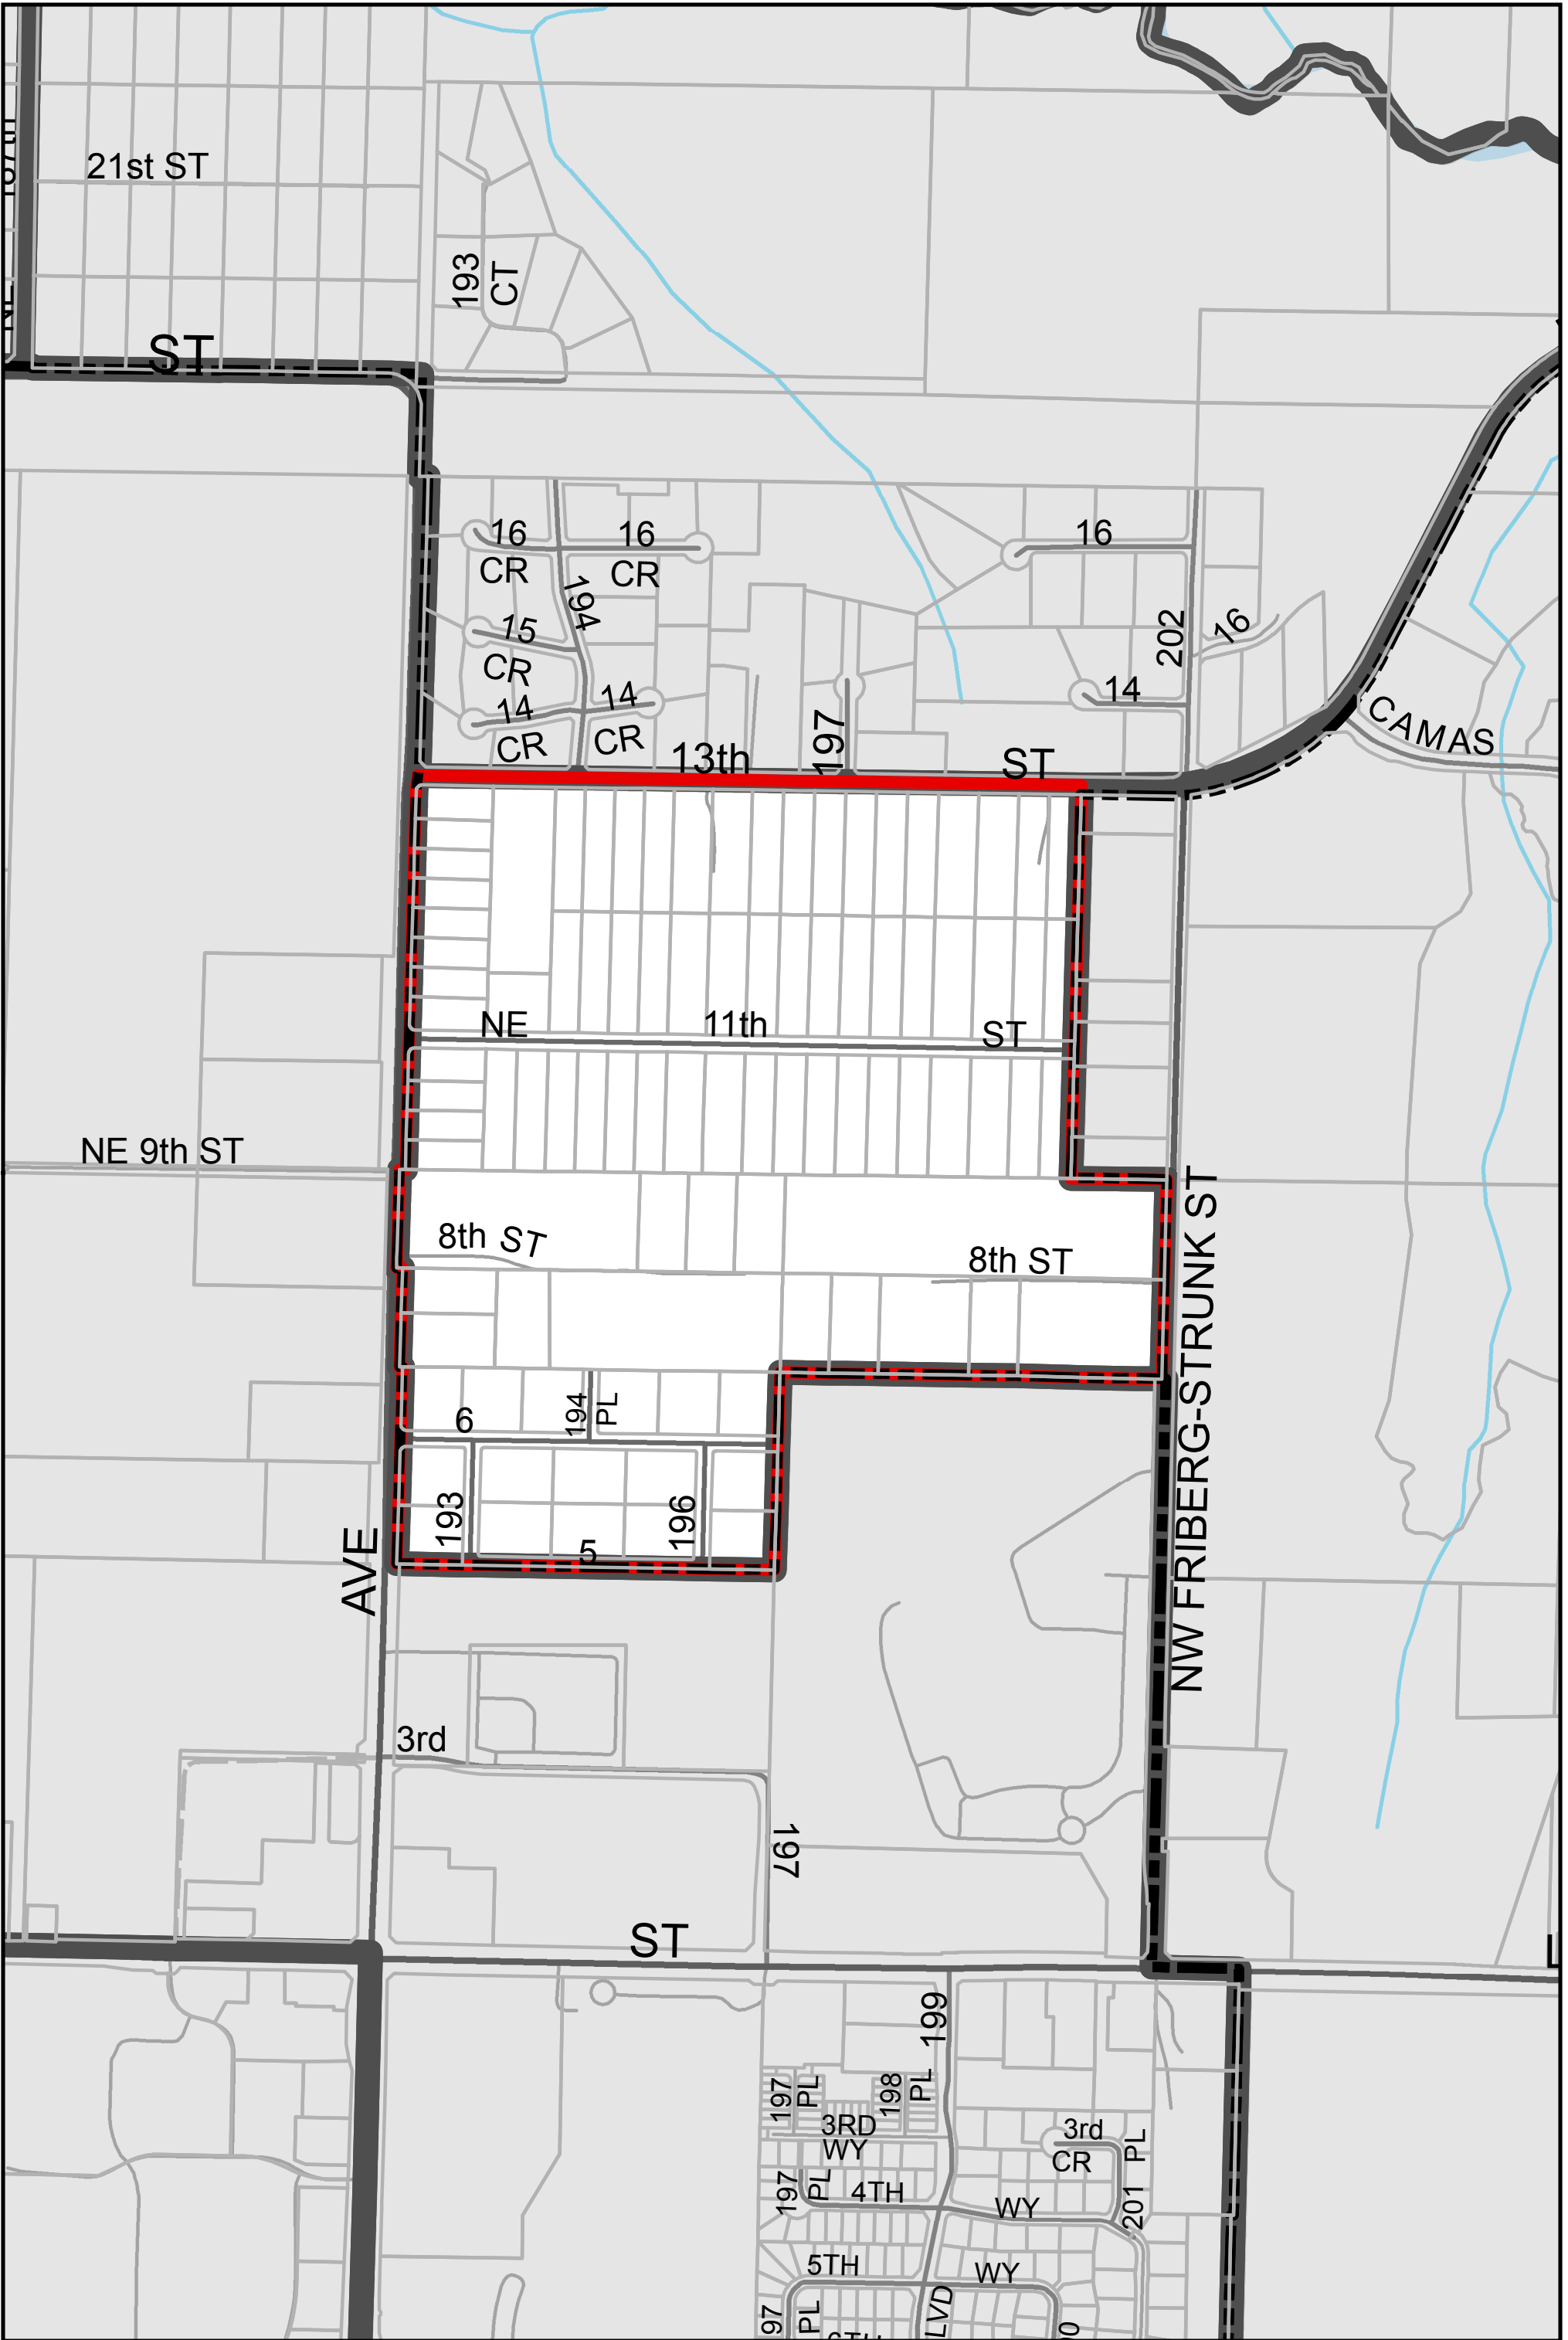 21st ST
193
CT
ST
16
CR
16
CR
194
15
CR
14
CR
14
CR
16
202
16
14
197
CAMAS
13th
ST
NE
11th
ST
NE 9th ST
8th ST
8th ST
NW FRIBERG-STRUNK ST
6
194
PL
193
196
5
AVE
3rd
197
ST
199
197
PL
198
PL
3RD
WY
3rd
CR
PL
201
197
PL
4TH
WY
5TH
WY
PL